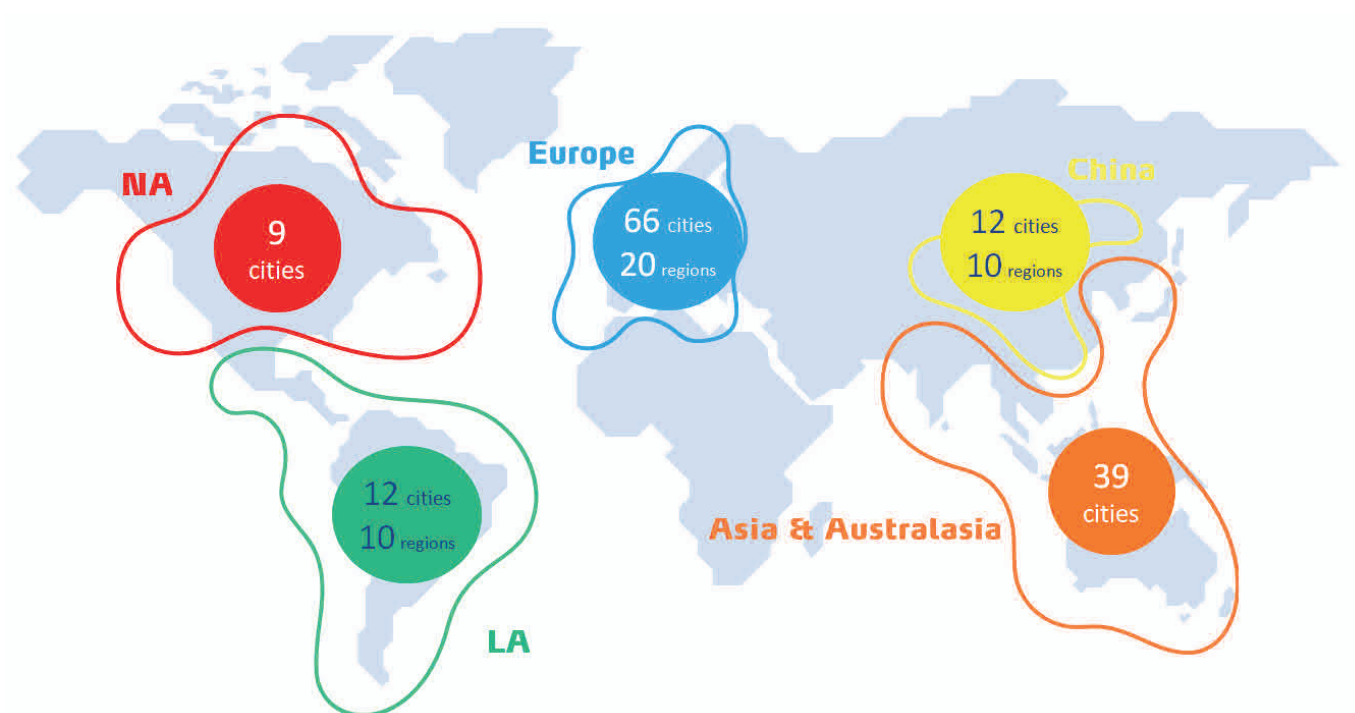 NA
9
cities
Europe
66 cities
20 regions
China
12 cities
10 regions
12 cities
10 regions
LA
Asia & Australasia
39
cities